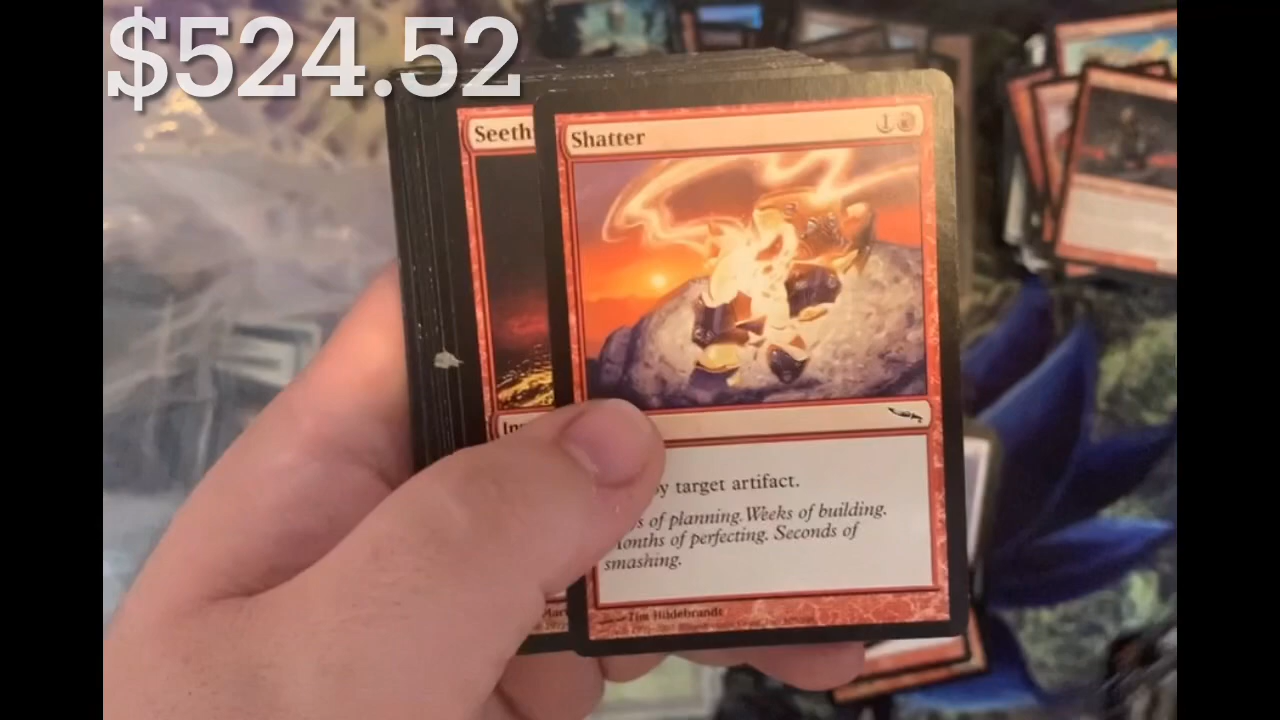 $524.52
Seeth
Shatter
1
y target artifact.
s of planning. Weeks of building.
onths of perfecting. Seconds of
smashing.
Tim Hildebrandt